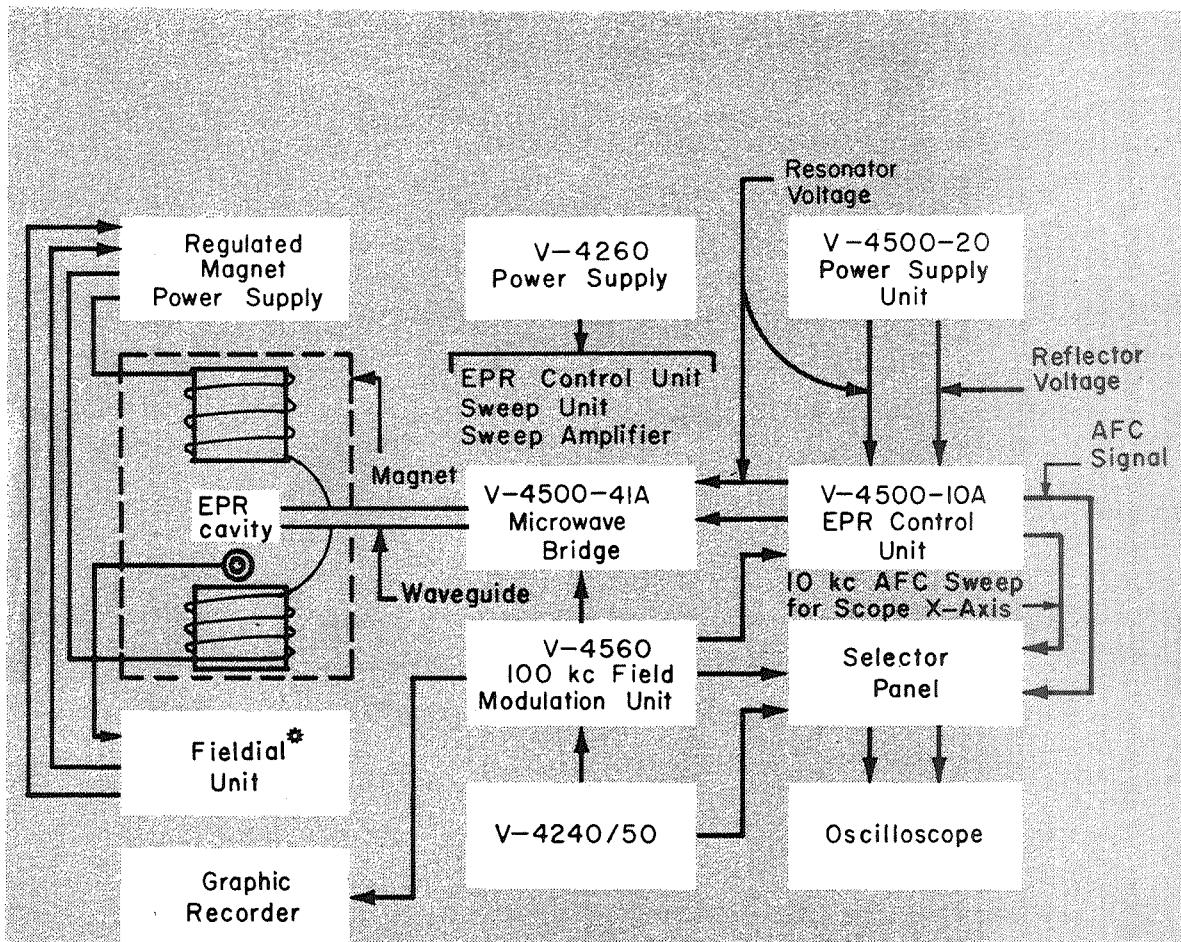 Resonator
Voltage
Regulated
Magnet
Power Supply
V-4260
Power Supply
V-4500-20
Power Supply
Unit
Reflector
Voltage
EPR Control Unit
Sweep Unit
Sweep Amplifier
AFC
Signal
Magnet
EPR
cavity
V-4500-41A
Microwave
Bridge
V-4500-10A
EPR Control
Unit
Waveguide
10 kc AFC Sweep
for Scope X-Axis
V-4560
100 kc Field
Modulation Unit
Selector
Panel
Fieldial*
Unit
V-4240/50
Oscilloscope
Graphic
Recorder